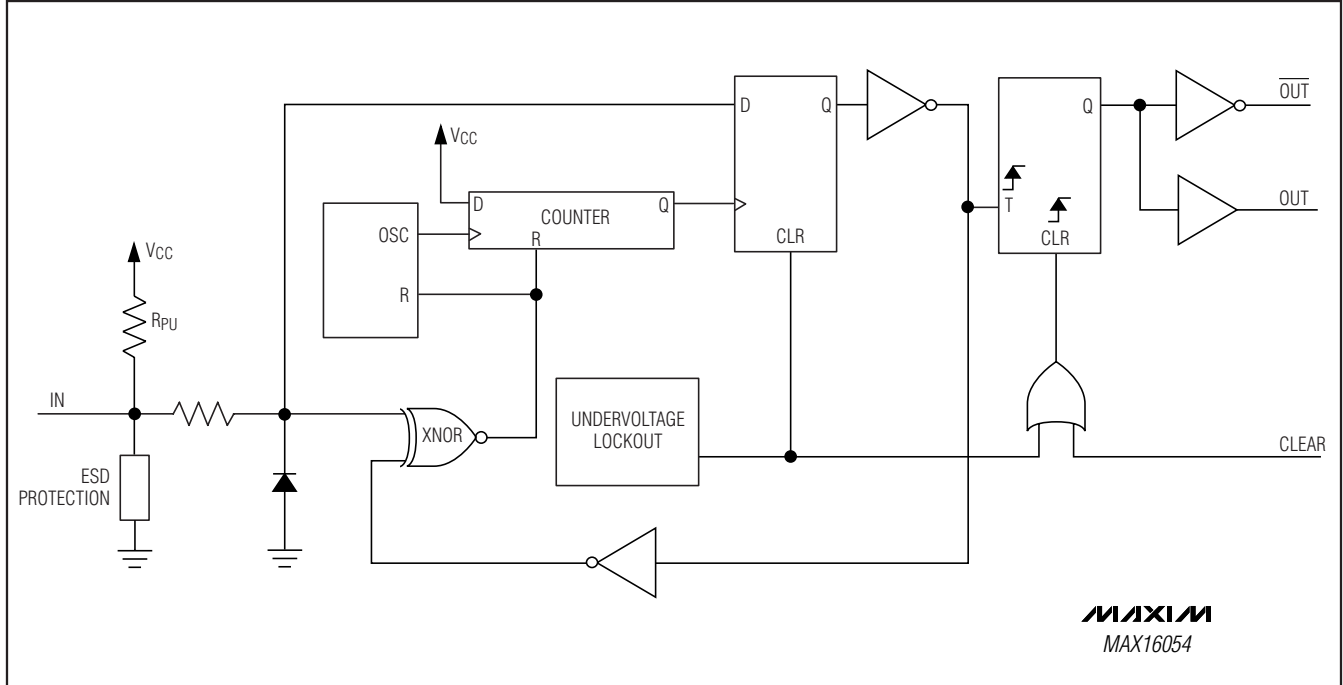 D
Q
Q
OUT
VCC
D
COUNTER
Q
OSC
R
T
OUT
CLR
CLR
VCC
R
RPU
IN
XNOR
UNDERVOLTAGE
LOCKOUT
CLEAR
ESD
PROTECTION
MAXIM
MAX16054